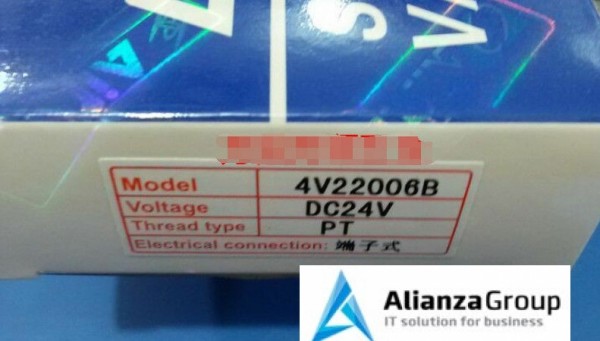 Model 4V22006B
Voltage DC24V
Thread type PT
Electrical connection: 端子式
AlianzaGroup
IT solution for business